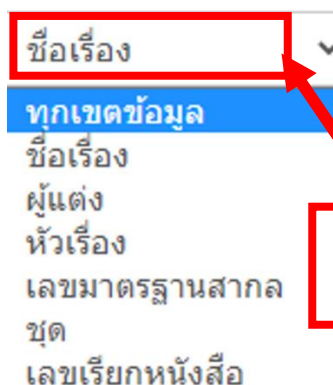 ชื่อเรื่อง
ทุกเขตข้อมูล
ชื่อเรื่อง
ผู้แต่ง
หัวเรื่อง
เลขมาตรฐานสากล
ชุด
เลขเรียกหนังสือ